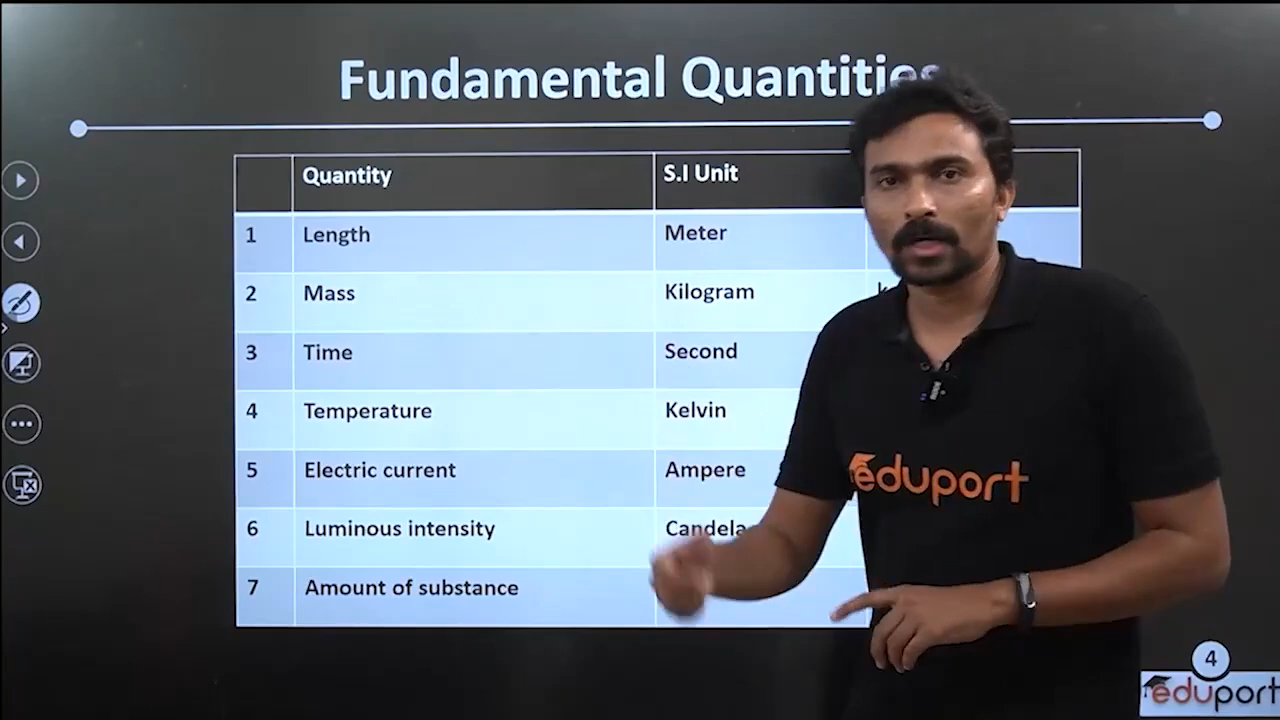 Fundamental Quantities
Quantity S.I Unit
1 Length Meter
2 Mass Kilogram
3 Time Second
4 Temperature Kelvin
5 Electric current Ampere
6 Luminous intensity Candela
7 Amount of substance
eduport
4
eduport